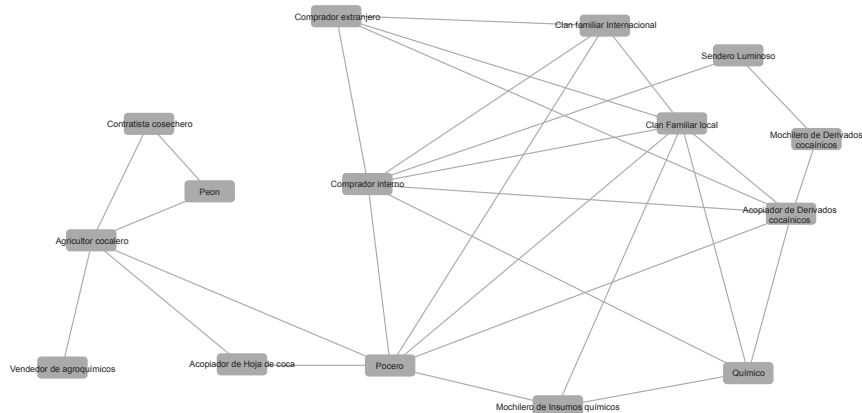 Comprador extranjero
Clan familiar Internacional
Sendero Luminoso
Contratista cosechero
Clan Familiar local
Mochilero de Derivados
cocaínicos
Peon
Comprador interno
Acopiador de Derivados
cocaínicos
Agricultor cocalero
Vendedor de agroquímicos
Acopiador de Hoja de coca
Pocero
Químico
Mochilero de Insumos químicos